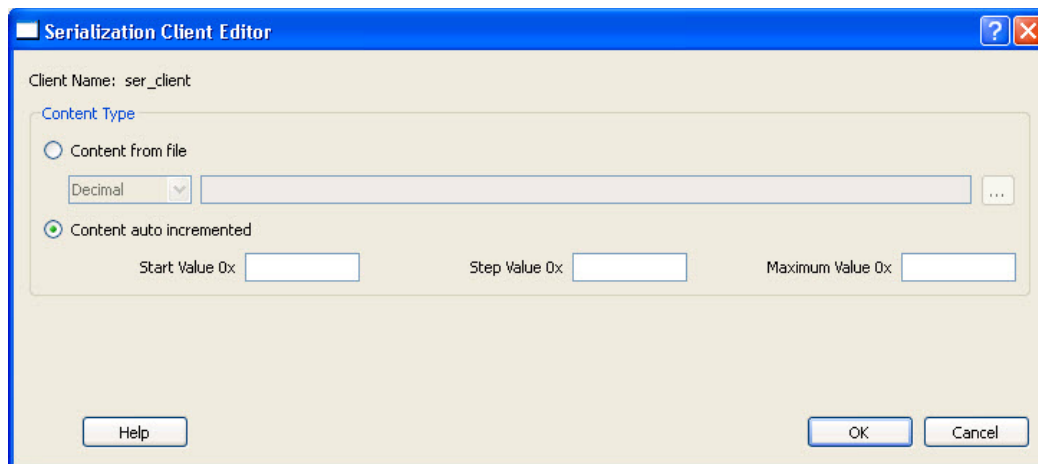 Serialization Client Editor
Client Name: ser_client
Content Type
Content from file
Decimal ...
Content auto incremented
Start Value 0x Step Value 0x Maximum Value 0x
Help OK Cancel